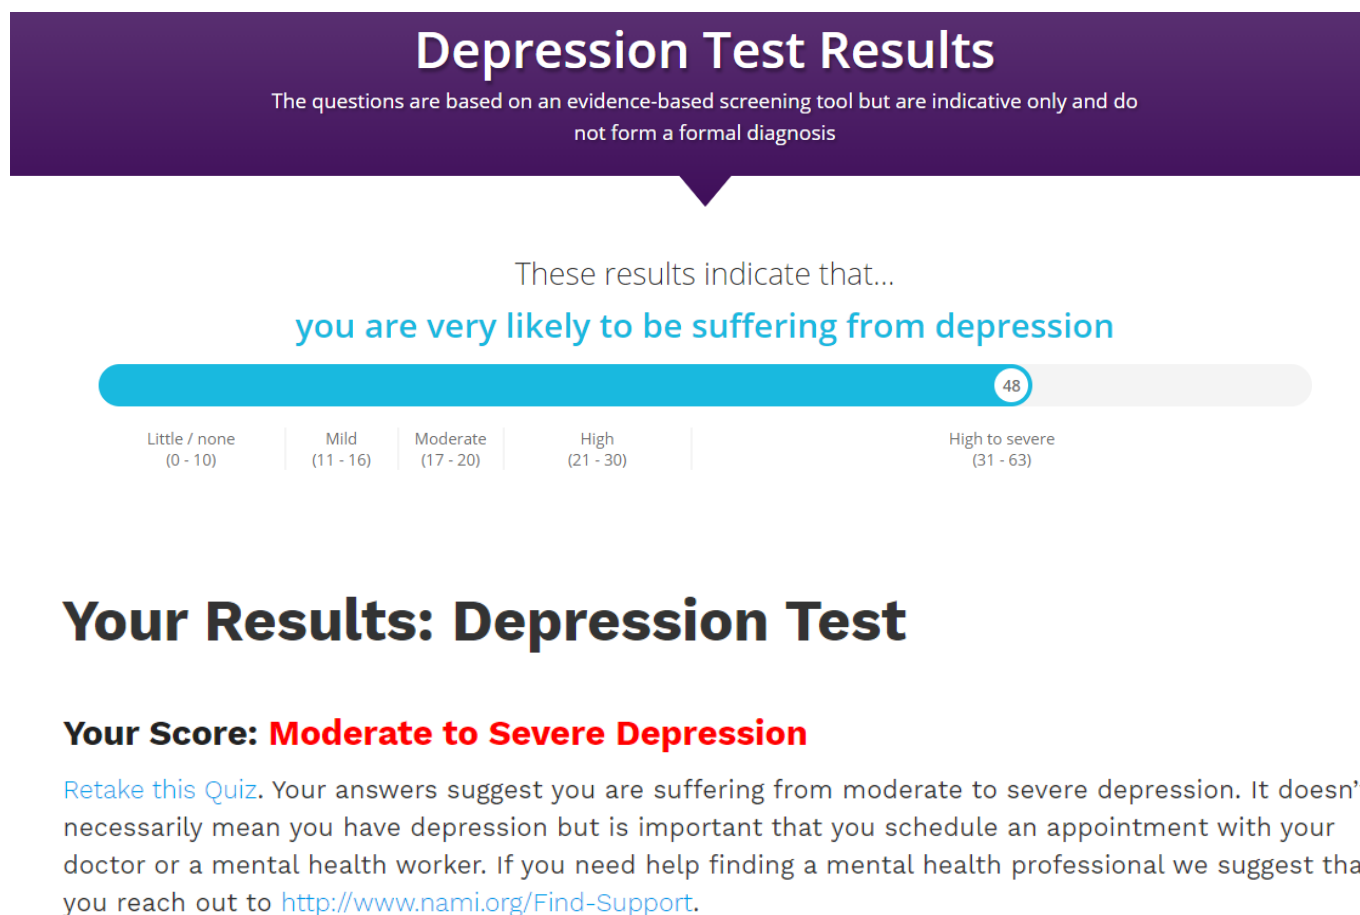 Depression Test Results
The questions are based on an evidence-based screening tool but are indicative only and do
not form a formal diagnosis
These results indicate that...
you are very likely to be suffering from depression
48
Little / none Mild Moderate High High to severe
(0 - 10) (11 - 16) (17 - 20) (21 - 30) (31 - 63)
Your Results: Depression Test
Your Score: Moderate to Severe Depression
Retake this Quiz. Your answers suggest you are suffering from moderate to severe depression. It doesn'
necessarily mean you have depression but is important that you schedule an appointment with your
doctor or a mental health worker. If you need help finding a mental health professional we suggest tha
you reach out to http://www.nami.org/Find-Support.